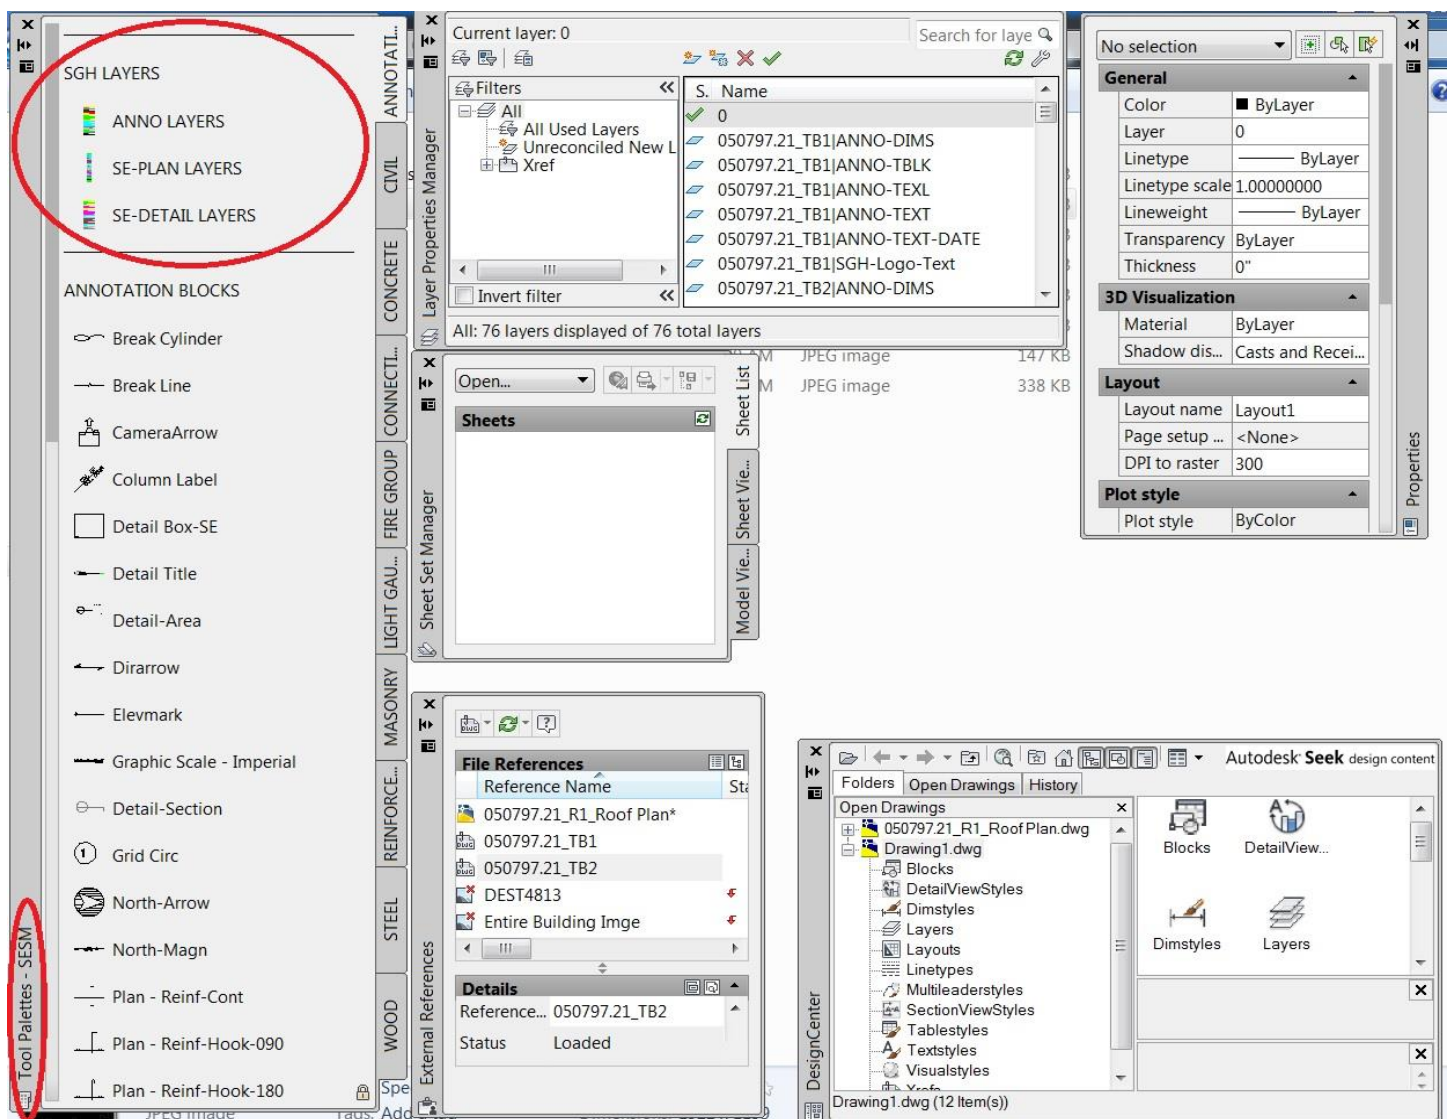 SGH LAYERS
ANNO LAYERS
SE-PLAN LAYERS
SE-DETAIL LAYERS
ANNOTATION BLOCKS
Break Cylinder
Break Line
CameraArrow
Column Label
Detail Box-SE
Detail Title
Detail-Area
Dirarrow
Elevmark
Graphic Scale - Imperial
Detail-Section
1
Grid Circ
North-Arrow
North-Magn
Plan - Reinf-Cont
Plan - Reinf-Hook-090
Plan - Reinf-Hook-180
Tool Palettes - SESM
ANNOTATI...
CIVIL
CONCRETE
CONNECTI...
FIRE GROUP
LIGHT GAU...
MASONRY
REINFORCE...
STEEL
WOOD
Current layer: 0
Search for laye
Filters
All
All Used Layers
Unreconciled New L
Xref
Invert filter
S. Name
0
050797.21_TB1|ANNO-DIMS
050797.21_TB1|ANNO-TBLK
050797.21_TB1|ANNO-TEXL
050797.21_TB1|ANNO-TEXT
050797.21_TB1|ANNO-TEXT-DATE
050797.21_TB1|SGH-Logo-Text
050797.21_TB2|ANNO-DIMS
All: 76 layers displayed of 76 total layers
Layer Properties Manager
AM JPEG image 147 KB
M JPEG image 338 KB
Open...
Sheets
Sheet List
Sheet Vie...
Model Vie...
Sheet Set Manager
File References
Reference Name Sta
050797.21_R1_Roof Plan*
050797.21_TB1
050797.21_TB2
DEST4813
Entire Building Imge
Details
Reference... 050797.21_TB2
Status Loaded
External References
No selection
General
Color ByLayer
Layer 0
Linetype ByLayer
Linetype scale 1.00000000
Lineweight ByLayer
Transparency ByLayer
Thickness 0"
3D Visualization
Material ByLayer
Shadow dis... Casts and Recei...
Layout
Layout name Layout1
Page setup ... <None>
DPI to raster 300
Plot style
Plot style ByColor
Properties
Autodesk Seek design content
Folders Open Drawings History
Open Drawings
050797.21_R1_Roof Plan.dwg
Drawing1.dwg
Blocks
DetailViewStyles
Dimstyles
Layers
Layouts
Linetypes
Multileaderstyles
SectionViewStyles
Tablestyles
Textstyles
Visualstyles
Xrefs
Blocks DetailView...
Dimstyles Layers
Drawing1.dwg (12 Item(s))
DesignCenter
Spe
JPEG image